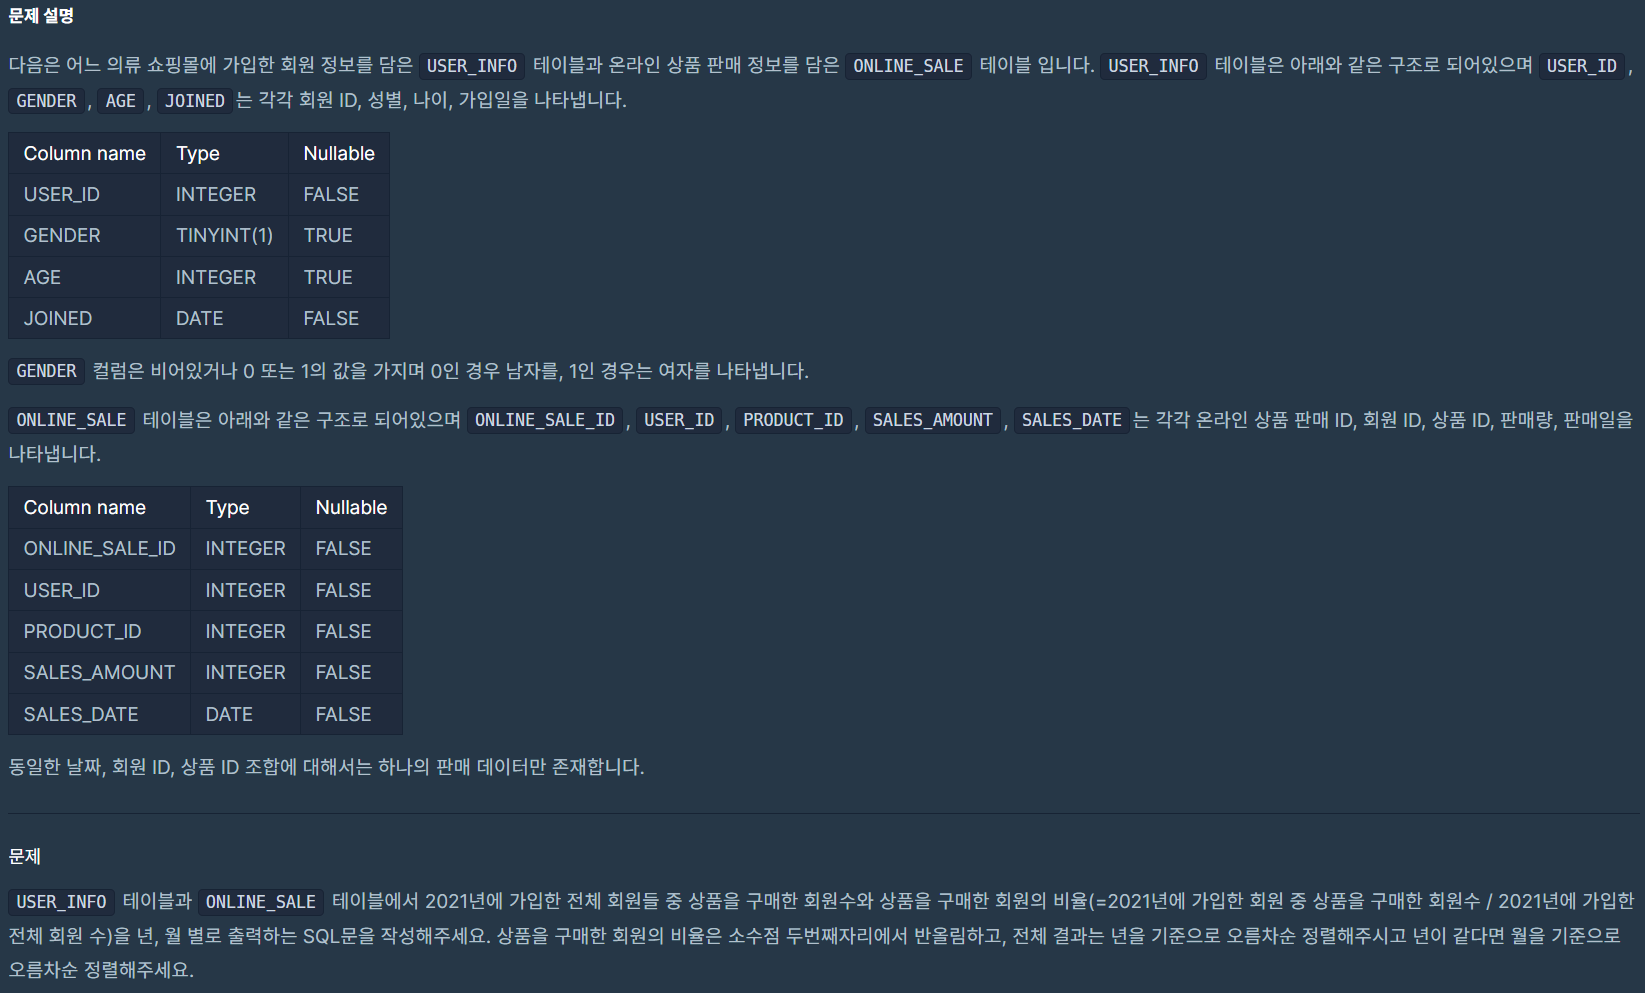 문제 설명
다음은 어느 의류 쇼핑몰에 가입한 회원 정보를 담은 USER_INFO 테이블과 온라인 상품 판매 정보를 담은 ONLINE_SALE 테이블 입니다. USER_INFO 테이블은 아래와 같은 구조로 되어있으며 USER_ID ,
GENDER , AGE , JOINED 는 각각 회원 ID, 성별, 나이, 가입일을 나타냅니다.
Column name Type Nullable
USER_ID INTEGER FALSE
GENDER TINYINT(1) TRUE
AGE INTEGER TRUE
JOINED DATE FALSE
GENDER 컬럼은 비어있거나 0 또는 1의 값을 가지며 0인 경우 남자를, 1인 경우는 여자를 나타냅니다.
ONLINE_SALE 테이블은 아래와 같은 구조로 되어있으며 ONLINE_SALE_ID , USER_ID , PRODUCT_ID , SALES_AMOUNT , SALES_DATE 는 각각 온라인 상품 판매 ID, 회원 ID, 상품 ID, 판매량, 판매일을
나타냅니다.
Column name Type Nullable
ONLINE_SALE_ID INTEGER FALSE
USER_ID INTEGER FALSE
PRODUCT_ID INTEGER FALSE
SALES_AMOUNT INTEGER FALSE
SALES_DATE DATE FALSE
동일한 날짜, 회원 ID, 상품 ID 조합에 대해서는 하나의 판매 데이터만 존재합니다.
문제
USER_INFO 테이블과 ONLINE_SALE 테이블에서 2021년에 가입한 전체 회원들 중 상품을 구매한 회원수와 상품을 구매한 회원의 비율(=2021년에 가입한 회원 중 상품을 구매한 회원수 / 2021년에 가입한
전체 회원 수)을 년, 월 별로 출력하는 SQL문을 작성해주세요. 상품을 구매한 회원의 비율은 소수점 두번째자리에서 반올림하고, 전체 결과는 년을 기준으로 오름차순 정렬해주시고 년이 같다면 월을 기준으로
오름차순 정렬해주세요.